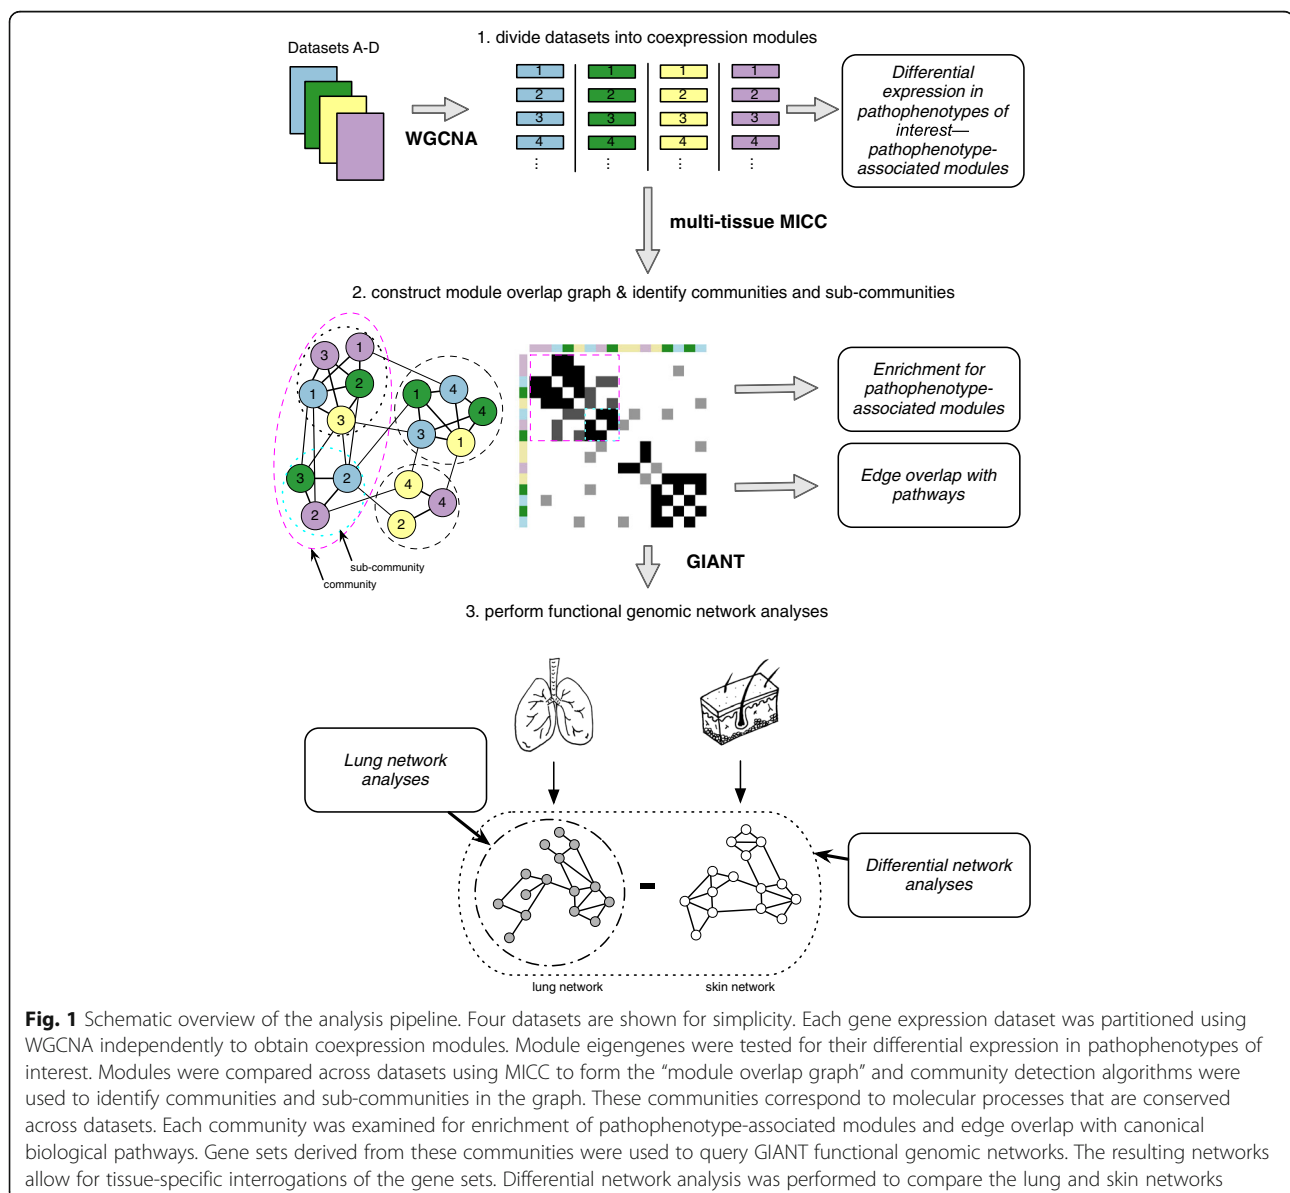 Datasets A-D
1. divide datasets into coexpression modules
WGCNA
1 1 1 1
2 2 2 2
3 3 3 3
4 4 4 4
Differential
expression in
pathophenotypes of
interest—
pathophenotype-
associated modules
multi-tissue MICC
2. construct module overlap graph & identify communities and sub-communities
3
1
1
2
3
3
2
2
1
4
4
3
1
4
4
2
sub-community
community
Enrichment for
pathophenotype-
associated modules
Edge overlap with
pathways
GIANT
3. perform functional genomic network analyses
Lung network
analyses
-
Differential network
analyses
lung network
skin network
Fig. 1 Schematic overview of the analysis pipeline. Four datasets are shown for simplicity. Each gene expression dataset was partitioned using
WGCNA independently to obtain coexpression modules. Module eigengenes were tested for their differential expression in pathophenotypes of
interest. Modules were compared across datasets using MICC to form the “module overlap graph” and community detection algorithms were
used to identify communities and sub-communities in the graph. These communities correspond to molecular processes that are conserved
across datasets. Each community was examined for enrichment of pathophenotype-associated modules and edge overlap with canonical
biological pathways. Gene sets derived from these communities were used to query GIANT functional genomic networks. The resulting networks
allow for tissue-specific interrogations of the gene sets. Differential network analysis was performed to compare the lung and skin networks